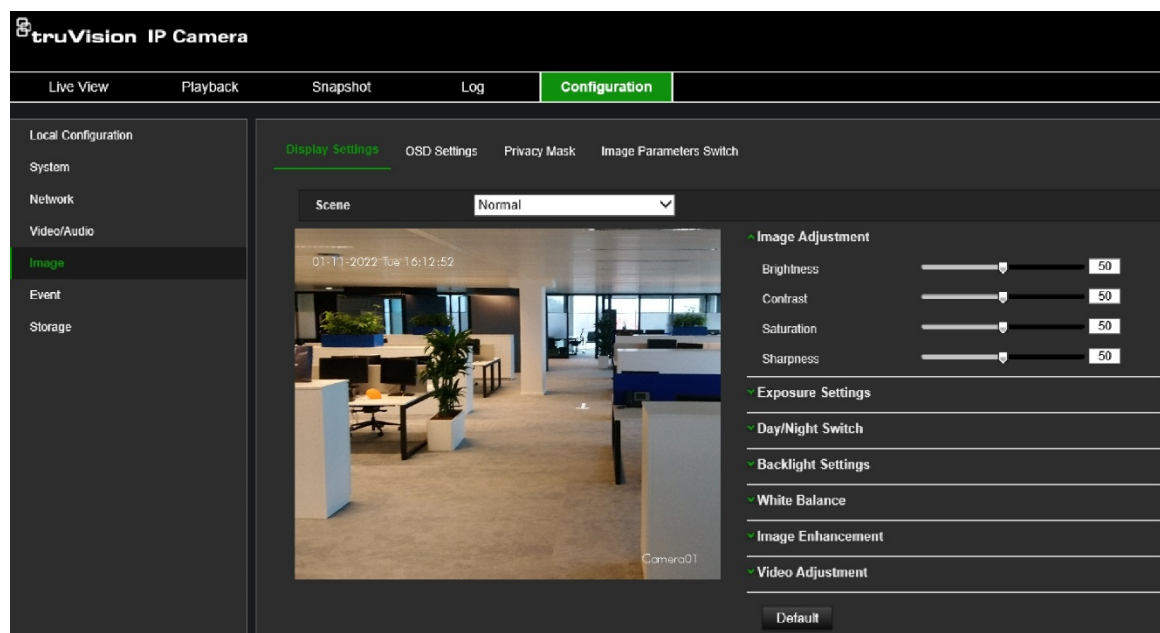 truVision IP Camera
Live View Playback Snapshot Log Configuration
Local Configuration
System
Network
Video/Audio
Image
Event
Storage
Display Settings OSD Settings Privacy Mask Image Parameters Switch
Scene Normal
01-11-2022 Tue 16:12:52
Camera01
Image Adjustment
Brightness 50
Contrast 50
Saturation 50
Sharpness 50
Exposure Settings
Day/Night Switch
Backlight Settings
White Balance
Image Enhancement
Video Adjustment
Default